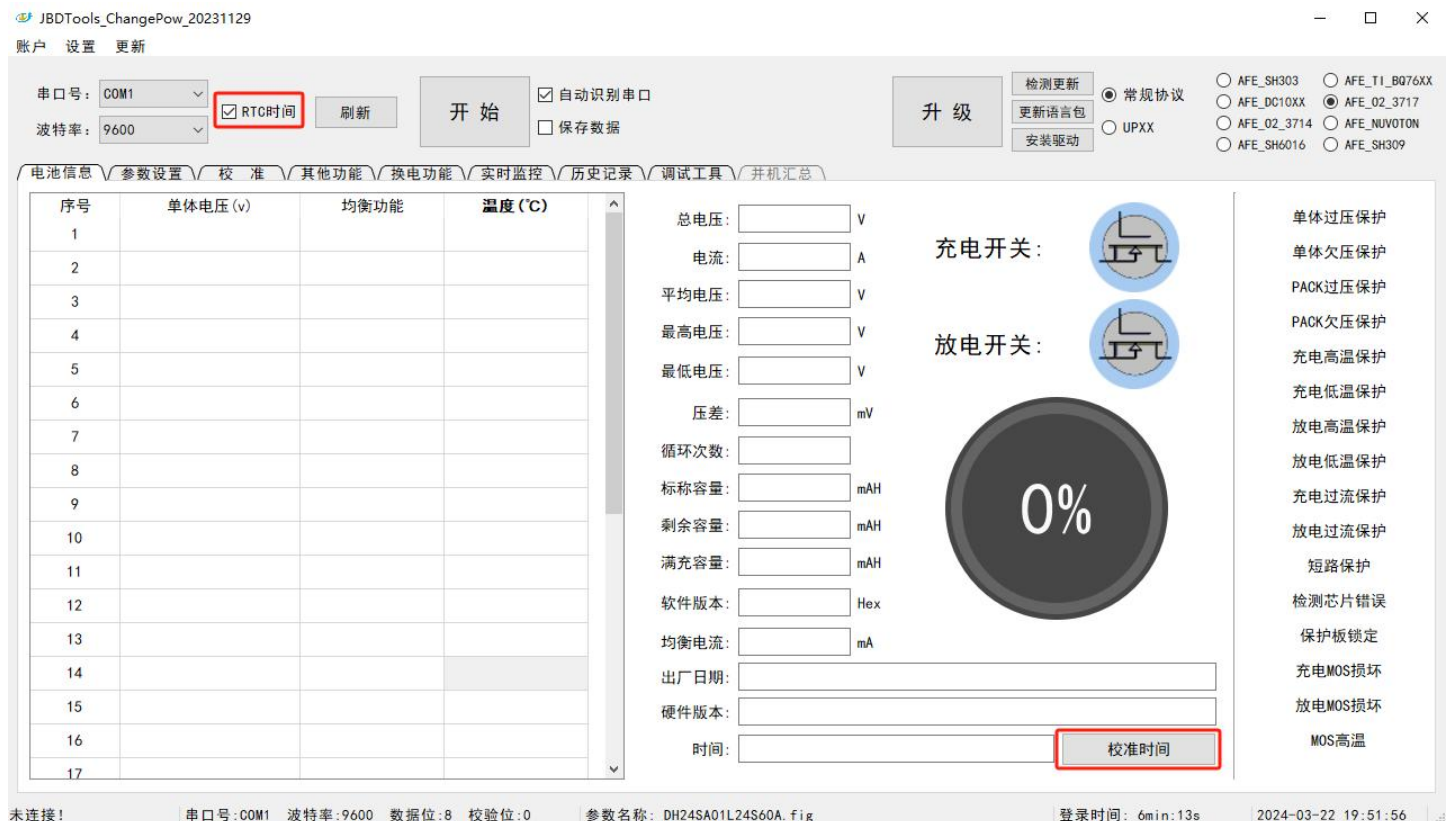 JBDTools_ChangePow_20231129
账户 设置 更新
串口号: COM1
波特率: 9600
RTC时间
刷新
开 始
自动识别串口
保存数据
升 级
检测更新
更新语言包
安装驱动
常规协议
UPXX
AFE_SH303 AFE_TI_BQ76XX
AFE_DC10XX AFE_02_3717
AFE_02_3714 AFE_NUVOTON
AFE_SH6016 AFE_SH309
电池信息 参数设置 校 准 其他功能 换电功能 实时监控 历史记录 调试工具 并机汇总
序号 单体电压(v) 均衡功能 温度(℃)
1
2
3
4
5
6
7
8
9
10
11
12
13
14
15
16
17
总电压: V
电流: A
平均电压: V
最高电压: V
最低电压: V
压差: mV
循环次数:
标称容量: mAH
剩余容量: mAH
满充容量: mAH
软件版本: Hex
均衡电流: mA
出厂日期:
硬件版本:
时间: 校准时间
充电开关:
放电开关:
0%
单体过压保护
单体欠压保护
PACK过压保护
PACK欠压保护
充电高温保护
充电低温保护
放电高温保护
放电低温保护
充电过流保护
放电过流保护
短路保护
检测芯片错误
保护板锁定
充电MOS损坏
放电MOS损坏
MOS高温
未连接! 串口号:COM1 波特率:9600 数据位:8 校验位:0 参数名称: DH24SA01L24S60A.fig 登录时间: 6min:13s 2024-03-22 19:51:56